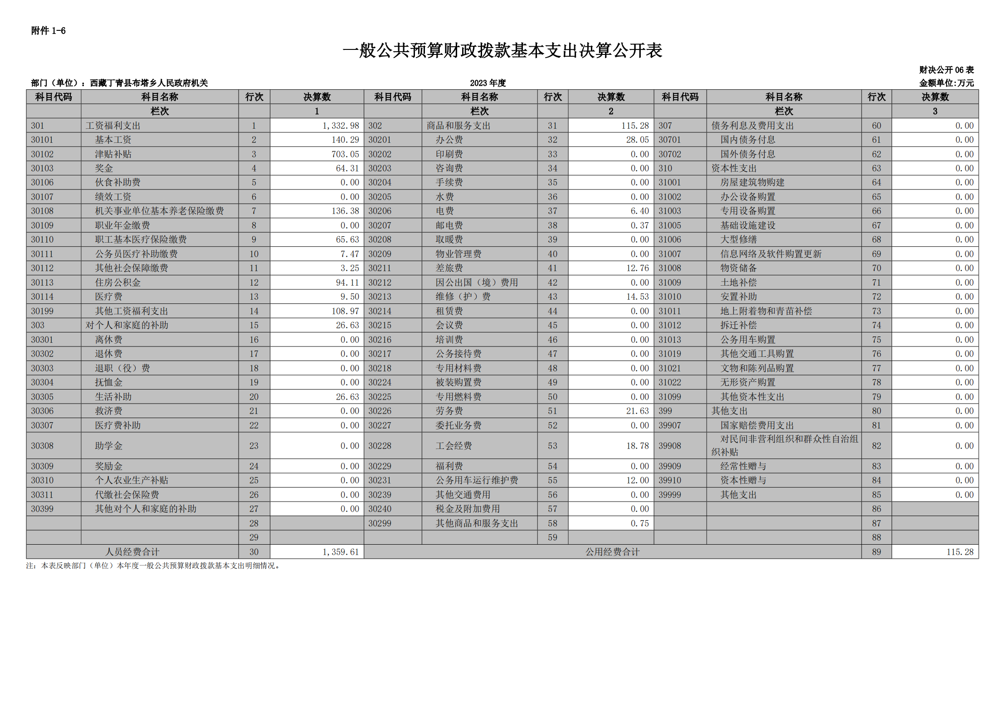 附件 1-6
一般公共预算财政拨款基本支出决算公开表
财决公开 06 表
部门（单位）：西藏丁青县布塔乡人民政府机关 2023 年度 金额单位:万元
科目代码 科目名称 行次 决算数 科目代码 科目名称 行次 决算数 科目代码 科目名称 行次 决算数
栏次 1 栏次 2 栏次 3
301 工资福利支出 1 1,332.98 302 商品和服务支出 31 115.28 307 债务利息及费用支出 60 0.00
30101 基本工资 2 140.29 30201 办公费 32 28.05 30701 国内债务付息 61 0.00
30102 津贴补贴 3 703.05 30202 印刷费 33 0.00 30702 国外债务付息 62 0.00
30103 奖金 4 64.31 30203 咨询费 34 0.00 310 资本性支出 63 0.00
30106 伙食补助费 5 0.00 30204 手续费 35 0.00 31001 房屋建筑物购建 64 0.00
30107 绩效工资 6 0.00 30205 水费 36 0.00 31002 办公设备购置 65 0.00
30108 机关事业单位基本养老保险缴费 7 136.38 30206 电费 37 6.40 31003 专用设备购置 66 0.00
30109 职业年金缴费 8 0.00 30207 邮电费 38 0.37 31005 基础设施建设 67 0.00
30110 职工基本医疗保险缴费 9 65.63 30208 取暖费 39 0.00 31006 大型修缮 68 0.00
30111 公务员医疗补助缴费 10 7.47 30209 物业管理费 40 0.00 31007 信息网络及软件购置更新 69 0.00
30112 其他社会保障缴费 11 3.25 30211 差旅费 41 12.76 31008 物资储备 70 0.00
30113 住房公积金 12 94.11 30212 因公出国（境）费用 42 0.00 31009 土地补偿 71 0.00
30114 医疗费 13 9.50 30213 维修（护）费 43 14.53 31010 安置补助 72 0.00
30199 其他工资福利支出 14 108.97 30214 租赁费 44 0.00 31011 地上附着物和青苗补偿 73 0.00
303 对个人和家庭的补助 15 26.63 30215 会议费 45 0.00 31012 拆迁补偿 74 0.00
30301 离休费 16 0.00 30216 培训费 46 0.00 31013 公务用车购置 75 0.00
30302 退休费 17 0.00 30217 公务接待费 47 0.00 31019 其他交通工具购置 76 0.00
30303 退职（役）费 18 0.00 30218 专用材料费 48 0.00 31021 文物和陈列品购置 77 0.00
30304 抚恤金 19 0.00 30224 被装购置费 49 0.00 31022 无形资产购置 78 0.00
30305 生活补助 20 26.63 30225 专用燃料费 50 0.00 31099 其他资本性支出 79 0.00
30306 救济费 21 0.00 30226 劳务费 51 21.63 399 其他支出 80 0.00
30307 医疗费补助 22 0.00 30227 委托业务费 52 0.00 39907 国家赔偿费用支出 81 0.00
30308 助学金 23 0.00 30228 工会经费 53 18.78 39908 对民间非营利组织和群众性自治组
织补贴 82 0.00
30309 奖励金 24 0.00 30229 福利费 54 0.00 39909 经常性赠与 83 0.00
30310 个人农业生产补贴 25 0.00 30231 公务用车运行维护费 55 12.00 39910 资本性赠与 84 0.00
30311 代缴社会保险费 26 0.00 30239 其他交通费用 56 0.00 39999 其他支出 85 0.00
30399 其他对个人和家庭的补助 27 0.00 30240 税金及附加费用 57 0.00 86
28 30299 其他商品和服务支出 58 0.75 87
29 59 88
人员经费合计 30 1,359.61 公用经费合计 89 115.28
注：本表反映部门（单位）本年度一般公共预算财政拨款基本支出明细情况。